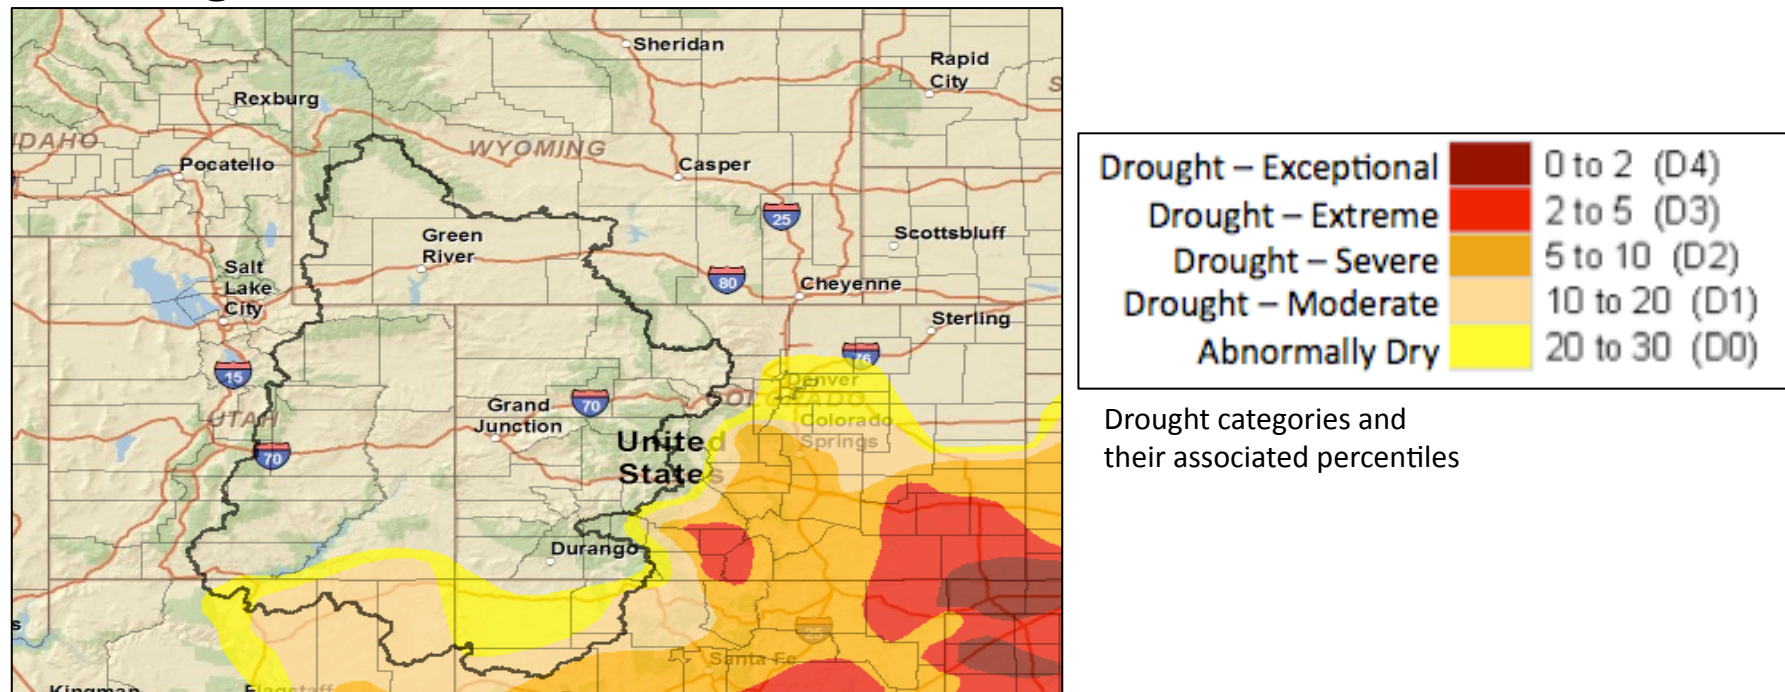 Sheridan
Rapid
City
Rexburg
IDAHO
WYOMING
Pocatello
Casper
25
Green
River
Scottsbluff
Salt
Lake
City
80
Cheyenne
Sterling
76
15
Denver
COLORADO
UTAH
Grand
Junction
70
Colorado
Springs
United
States
70
Durango
25
Santa Fe
Kingman
Flagstaff
Drought – Exceptional 0 to 2 (D4)
Drought – Extreme 2 to 5 (D3)
Drought – Severe 5 to 10 (D2)
Drought – Moderate 10 to 20 (D1)
Abnormally Dry 20 to 30 (D0)
Drought categories and
their associated percentiles